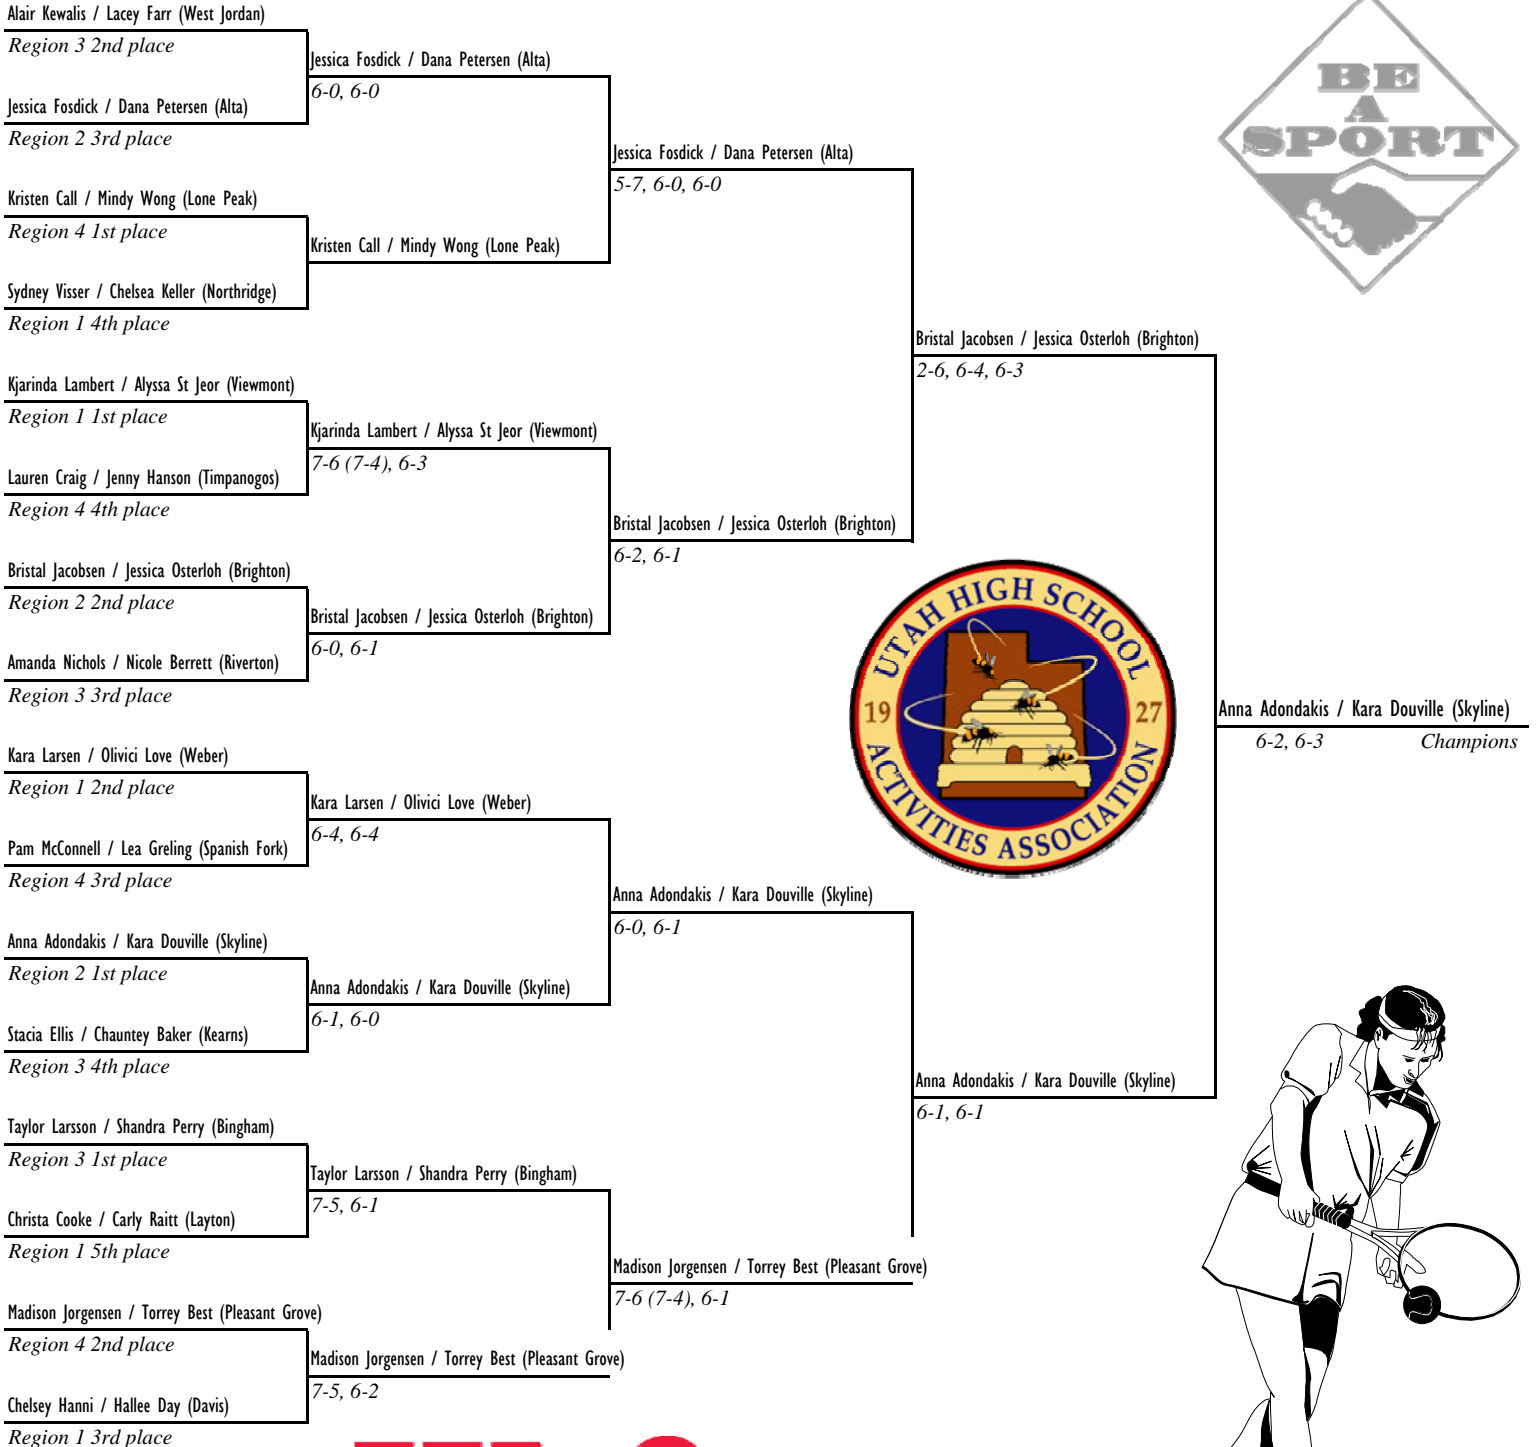 Alair Kewalis / Lacey Farr (West Jordan)
Region 3 2nd place
Jessica Fosdick / Dana Petersen (Alta)
6-0, 6-0
Jessica Fosdick / Dana Petersen (Alta)
Region 2 3rd place
Jessica Fosdick / Dana Petersen (Alta)
5-7, 6-0, 6-0
Kristen Call / Mindy Wong (Lone Peak)
Region 4 1st place
Kristen Call / Mindy Wong (Lone Peak)
Sydney Visser / Chelsea Keller (Northridge)
Region 1 4th place
BE
A
SPORT
Bristal Jacobsen / Jessica Osterloh (Brighton)
2-6, 6-4, 6-3
Kjarinda Lambert / Alyssa St Jeor (Viewmont)
Region 1 1st place
Kjarinda Lambert / Alyssa St Jeor (Viewmont)
7-6 (7-4), 6-3
Lauren Craig / Jenny Hanson (Timpanogos)
Region 4 4th place
Bristal Jacobsen / Jessica Osterloh (Brighton)
6-2, 6-1
Bristal Jacobsen / Jessica Osterloh (Brighton)
Region 2 2nd place
Bristal Jacobsen / Jessica Osterloh (Brighton)
6-0, 6-1
Amanda Nichols / Nicole Berrett (Riverton)
Region 3 3rd place
UTAH HIGH SCHOOL
19 27
ACTIVITIES ASSOCIATION
Anna Adondakis / Kara Douville (Skyline)
6-2, 6-3 Champions
Kara Larsen / Olivici Love (Weber)
Region 1 2nd place
Kara Larsen / Olivici Love (Weber)
6-4, 6-4
Pam McConnell / Lea Greling (Spanish Fork)
Region 4 3rd place
Anna Adondakis / Kara Douville (Skyline)
6-0, 6-1
Anna Adondakis / Kara Douville (Skyline)
Region 2 1st place
Anna Adondakis / Kara Douville (Skyline)
6-1, 6-0
Stacia Ellis / Chauntey Baker (Kearns)
Region 3 4th place
Anna Adondakis / Kara Douville (Skyline)
6-1, 6-1
Taylor Larsson / Shandra Perry (Bingham)
Region 3 1st place
Taylor Larsson / Shandra Perry (Bingham)
7-5, 6-1
Christa Cooke / Carly Raitt (Layton)
Region 1 5th place
Madison Jorgensen / Torrey Best (Pleasant Grove)
7-6 (7-4), 6-1
Madison Jorgensen / Torrey Best (Pleasant Grove)
Region 4 2nd place
Madison Jorgensen / Torrey Best (Pleasant Grove)
7-5, 6-2
Chelsey Hanni / Hallee Day (Davis)
Region 1 3rd place